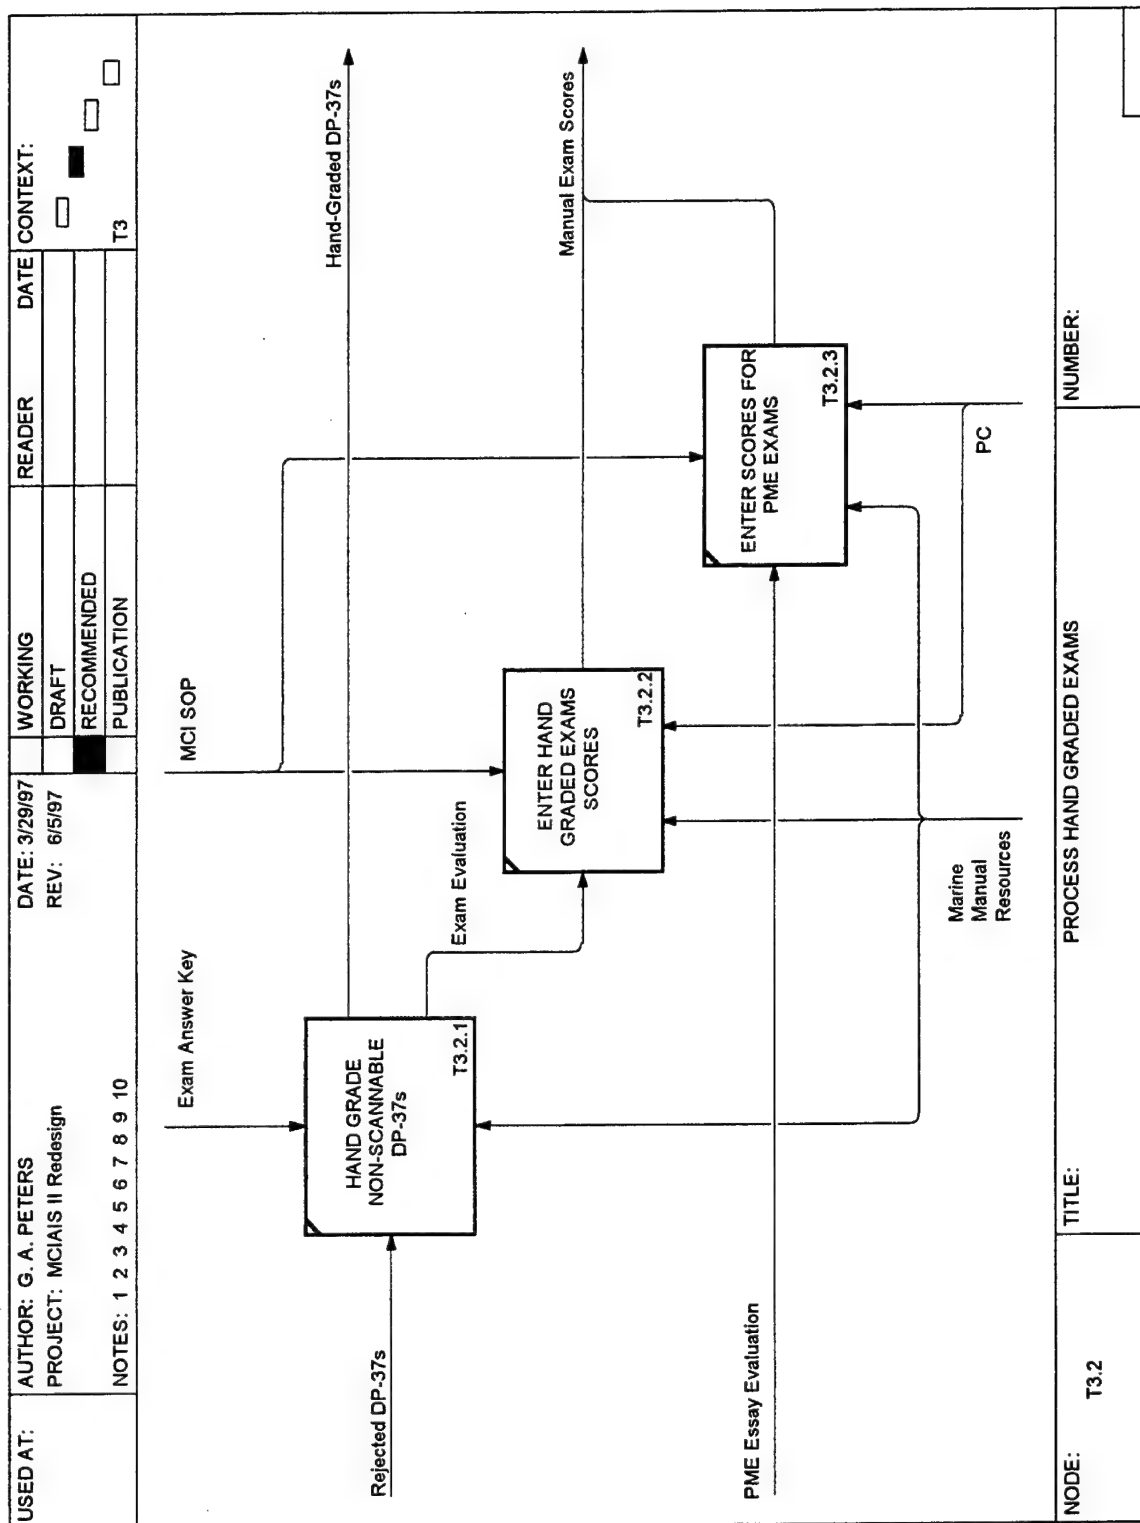 USED AT:
AUTHOR: G. A. PETERS
PROJECT: MCIAIS II Redesign
NOTES: 1 2 3 4 5 6 7 8 9 10
DATE: 3/29/97
REV: 6/5/97
WORKING
DRAFT
RECOMMENDED
PUBLICATION
READER
DATE
CONTEXT:
T3
Exam Answer Key
MCI SOP
Hand-Graded DP-37s
Rejected DP-37s
HAND GRADE
NON-SCANNABLE
DP-37s
T3.2.1
Exam Evaluation
ENTER HAND
GRADED EXAMS
SCORES
T3.2.2
Manual Exam Scores
PME Essay Evaluation
ENTER SCORES FOR
PME EXAMS
T3.2.3
Marine
Manual
Resources
PC
NODE:
T3.2
TITLE:
PROCESS HAND GRADED EXAMS
NUMBER: